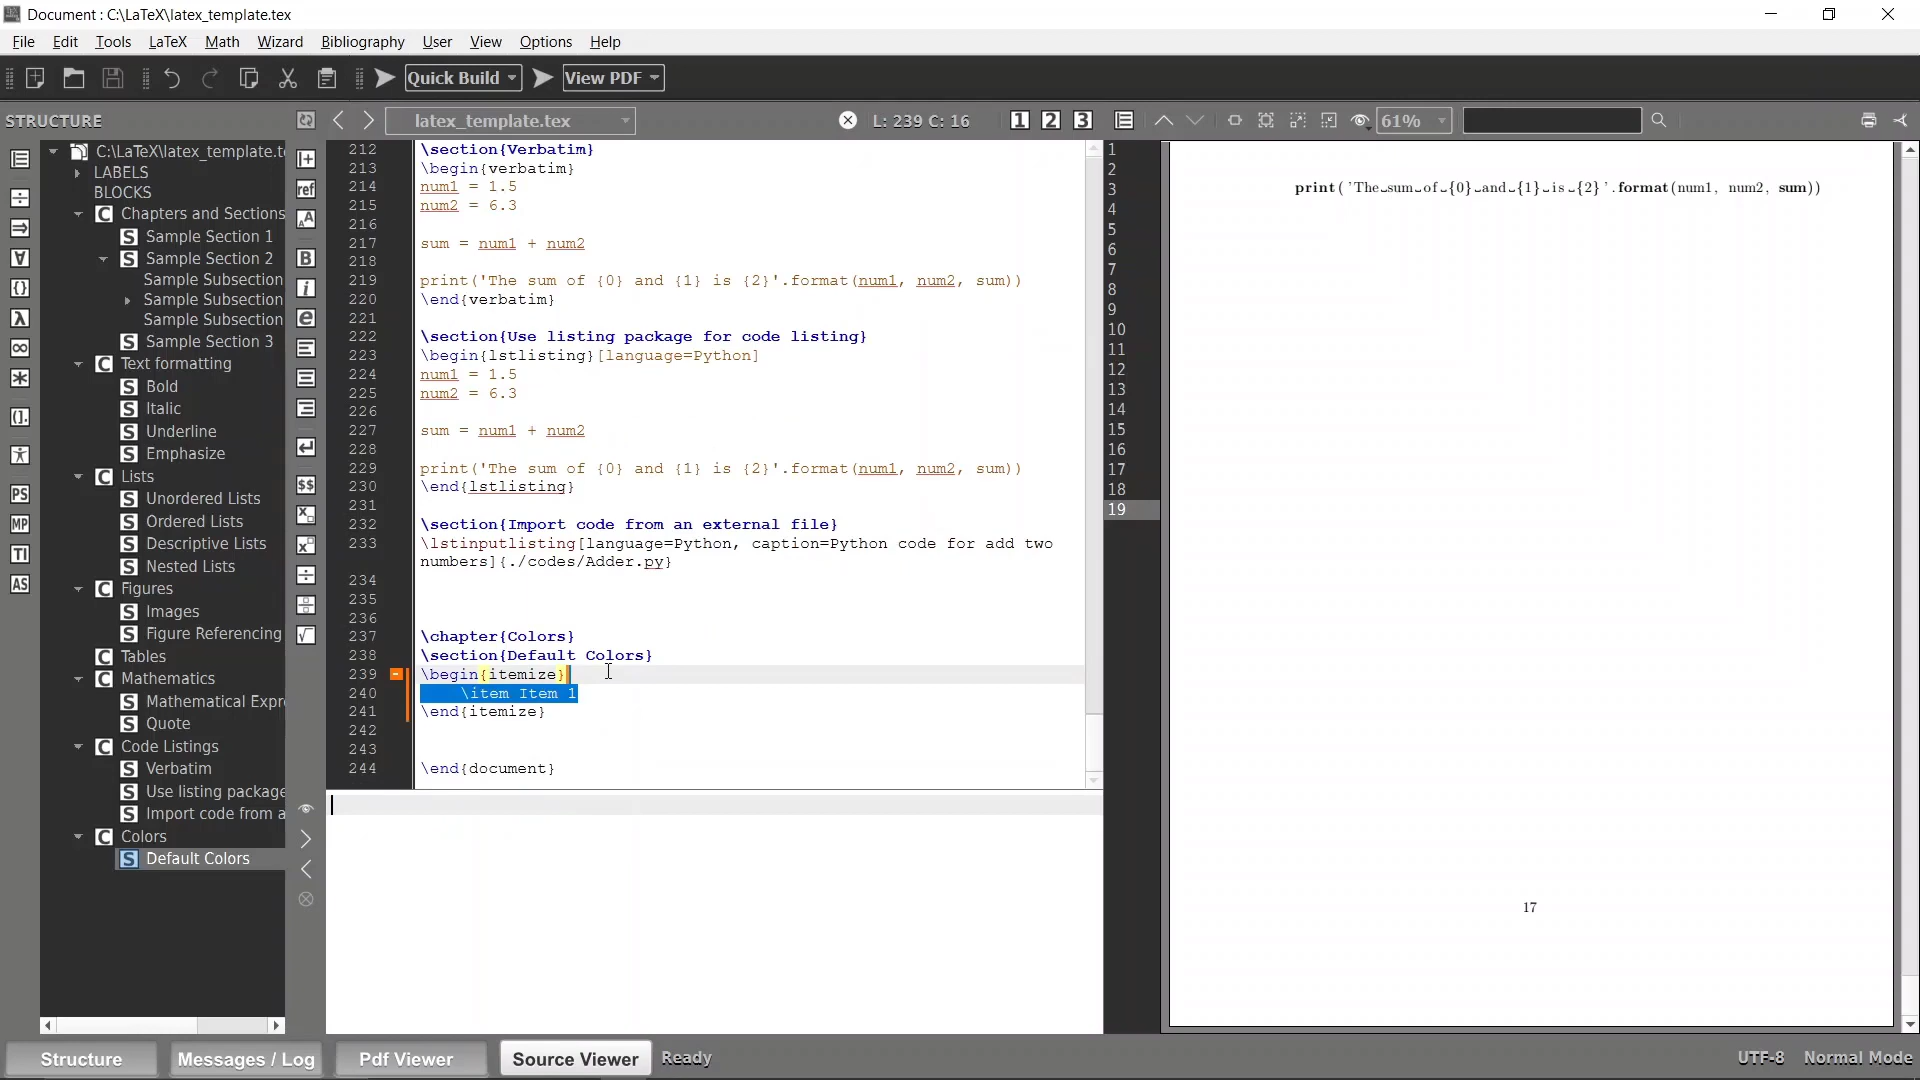 Document : C:\LaTeX\latex_template.tex
File Edit Tools LaTeX Math Wizard Bibliography User View Options Help
Quick Build View PDF
STRUCTURE
latex_template.tex L: 239 C: 16 1 2 3 61%
C:\LaTeX\latex_template.t
LABELS
BLOCKS
Chapters and Sections
Sample Section 1
Sample Section 2
Sample Subsection
Sample Subsection
Sample Subsection
Sample Section 3
Text formatting
Bold
Italic
Underline
Emphasize
Lists
Unordered Lists
Ordered Lists
Descriptive Lists
Nested Lists
Figures
Images
Figure Referencing
Tables
Mathematics
Mathematical Expr
Quote
Code Listings
Verbatim
Use listing package
Import code from a
Colors
Default Colors
212 \section{Verbatim}
213 \begin{verbatim}
214 num1 = 1.5
215 num2 = 6.3
216
217 sum = num1 + num2
218
219 print('The sum of {0} and {1} is {2}'.format(num1, num2, sum))
220 \end{verbatim}
221
222 \section{Use listing package for code listing}
223 \begin{lstlisting}[language=Python]
224 num1 = 1.5
225 num2 = 6.3
226
227 sum = num1 + num2
228
229 print('The sum of {0} and {1} is {2}'.format(num1, num2, sum))
230 \end{lstlisting}
231
232 \section{Import code from an external file}
233 \lstinputlisting[language=Python, caption=Python code for add two
numbers]{./codes/Adder.py}
234
235
236
237 \chapter{Colors}
238 \section{Default Colors}
239 \begin{itemize}
240 \item Item 1
241 \end{itemize}
242
243
244 \end{document}
1
2
3
4
5
6
7
8
9
10
11
12
13
14
15
16
17
18
19
print('The␣sum␣of␣{0}␣and␣{1}␣is␣{2}'.format(num1, num2, sum))
17
Structure Messages / Log Pdf Viewer Source Viewer Ready UTF-8 Normal Mode